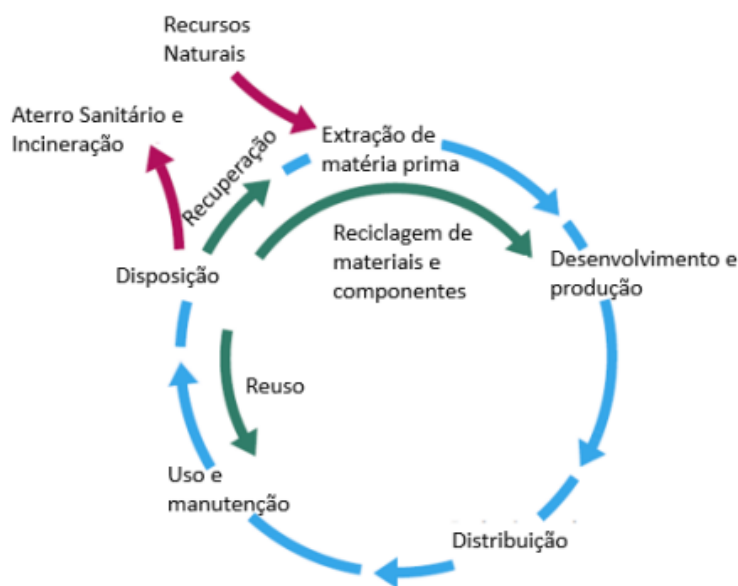 Recursos
Naturais
Aterro Sanitário e
Incineração
Recuperação
Extração de
matéria prima
Reciclagem de
materiais e
componentes
Desenvolvimento e
produção
Disposição
Reuso
Uso e
manutenção
Distribuição